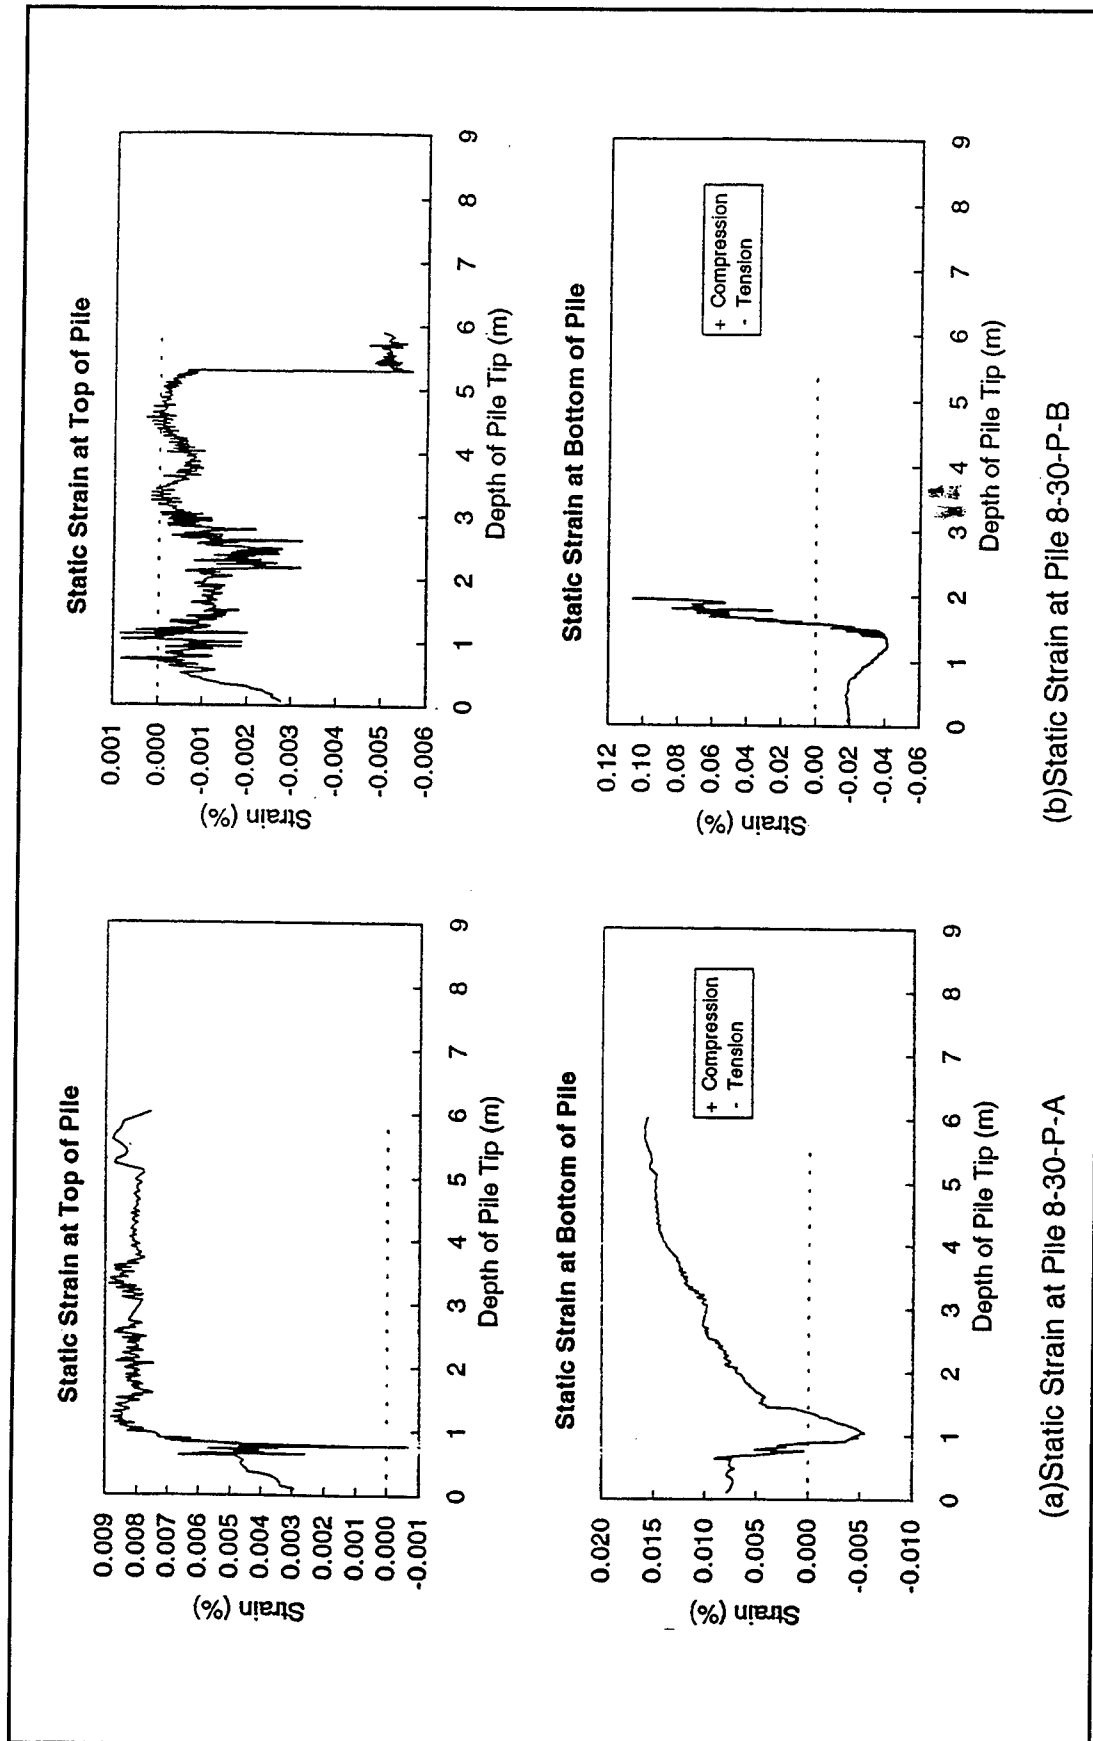 Static Strain at Top of Pile
0.009
0.008
0.007
0.006
0.005
0.004
0.003
0.002
0.001
0.000
-0.001
Strain (%)
0 1 2 3 4 5 6 7 8 9
Depth of Pile Tip (m)
Static Strain at Bottom of Pile
0.020
0.015
0.010
0.005
0.000
-0.005
-0.010
Strain (%)
+ Compression
- Tension
0 1 2 3 4 5 6 7 8 9
Depth of Pile Tip (m)
(a)Static Strain at Pile 8-30-P-A
Static Strain at Top of Pile
0.001
0.000
-0.001
-0.002
-0.003
-0.004
-0.005
-0.006
Strain (%)
0 1 2 3 4 5 6 7 8 9
Depth of Pile Tip (m)
Static Strain at Bottom of Pile
0.12
0.10
0.08
0.06
0.04
0.02
0.00
-0.02
-0.04
-0.06
Strain (%)
+ Compression
- Tension
0 1 2 3 4 5 6 7 8 9
Depth of Pile Tip (m)
(b)Static Strain at Pile 8-30-P-B